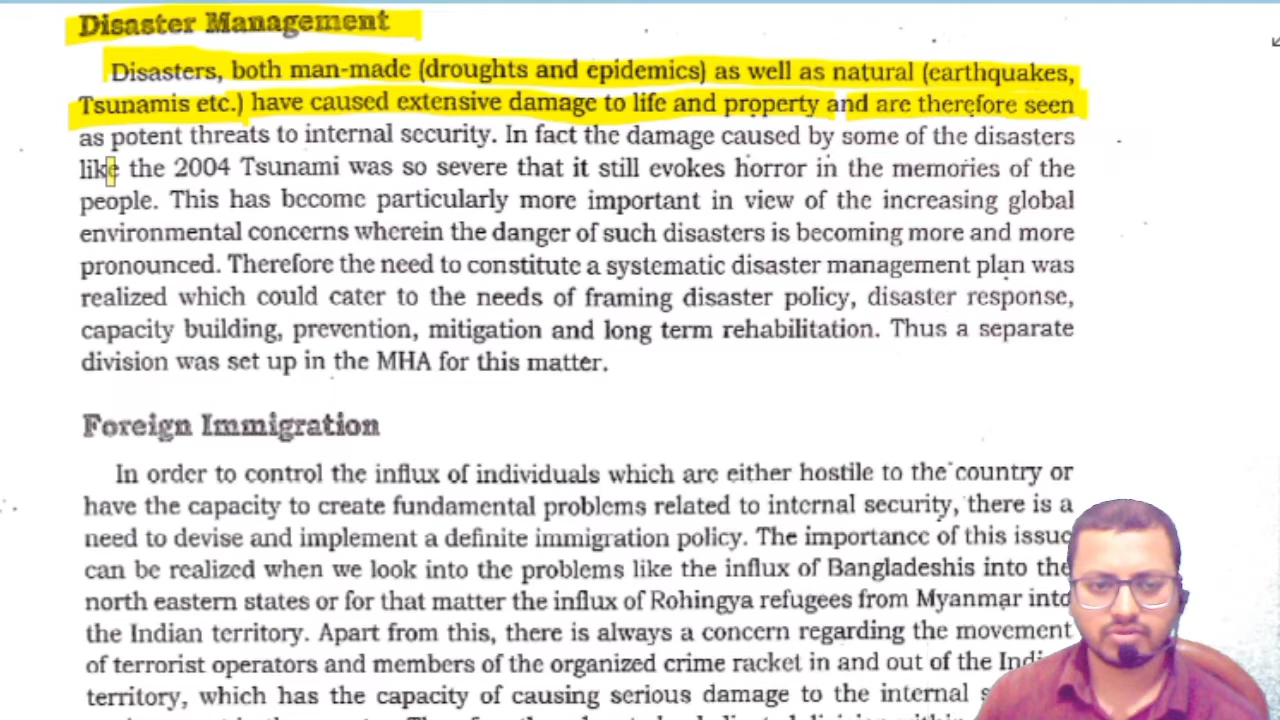 Disaster Management
Disasters, both man-made (droughts and epidemics) as well as natural (earthquakes,
Tsunamis etc.) have caused extensive damage to life and property and are therefore seen
as potent threats to internal security. In fact the damage caused by some of the disasters
like the 2004 Tsunami was so severe that it still evokes horror in the memories of the
people. This has become particularly more important in view of the increasing global
environmental concerns wherein the danger of such disasters is becoming more and more
pronounced. Therefore the need to constitute a systematic disaster management plan was
realized which could cater to the needs of framing disaster policy, disaster response,
capacity building, prevention, mitigation and long term rehabilitation. Thus a separate
division was set up in the MHA for this matter.
Foreign Immigration
In order to control the influx of individuals which are either hostile to the country or
have the capacity to create fundamental problems related to internal security, there is a
need to devise and implement a definite immigration policy. The importance of this issue
can be realized when we look into the problems like the influx of Bangladeshis into the
north eastern states or for that matter the influx of Rohingya refugees from Myanmar into
the Indian territory. Apart from this, there is always a concern regarding the movement
of terrorist operators and members of the organized crime racket in and out of the
territory, which has the capacity of causing serious damage to the internal